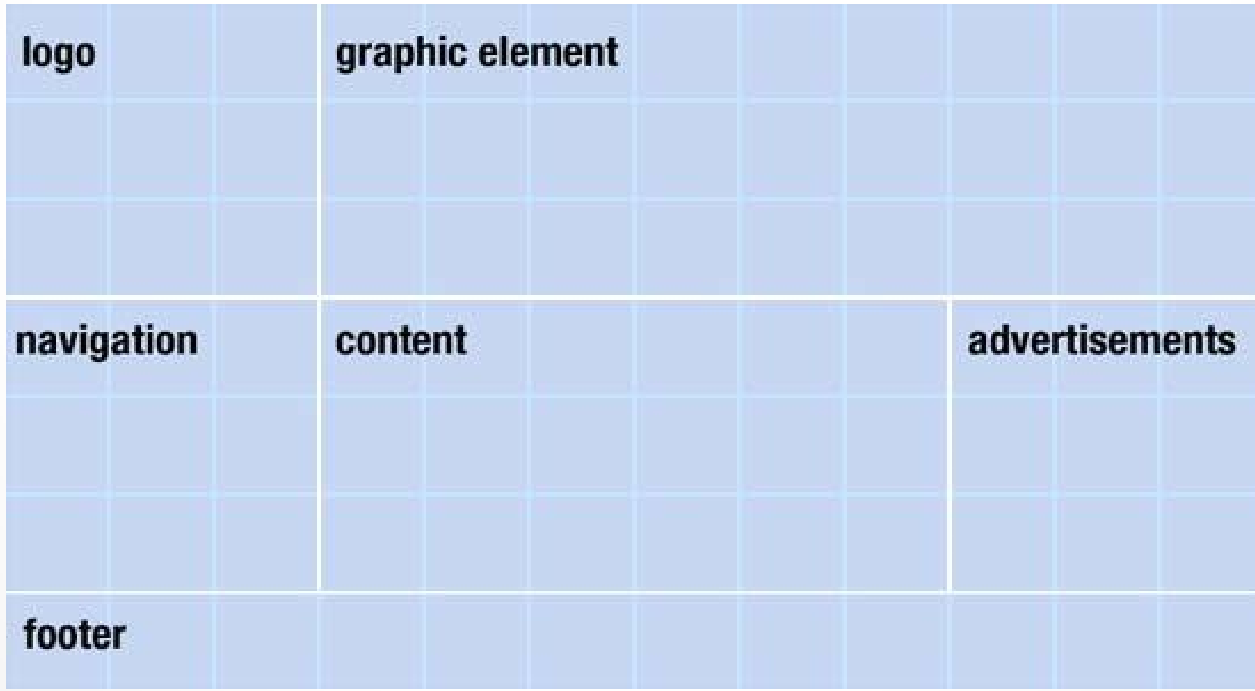 logo
graphic element
navigation
content
advertisements
footer